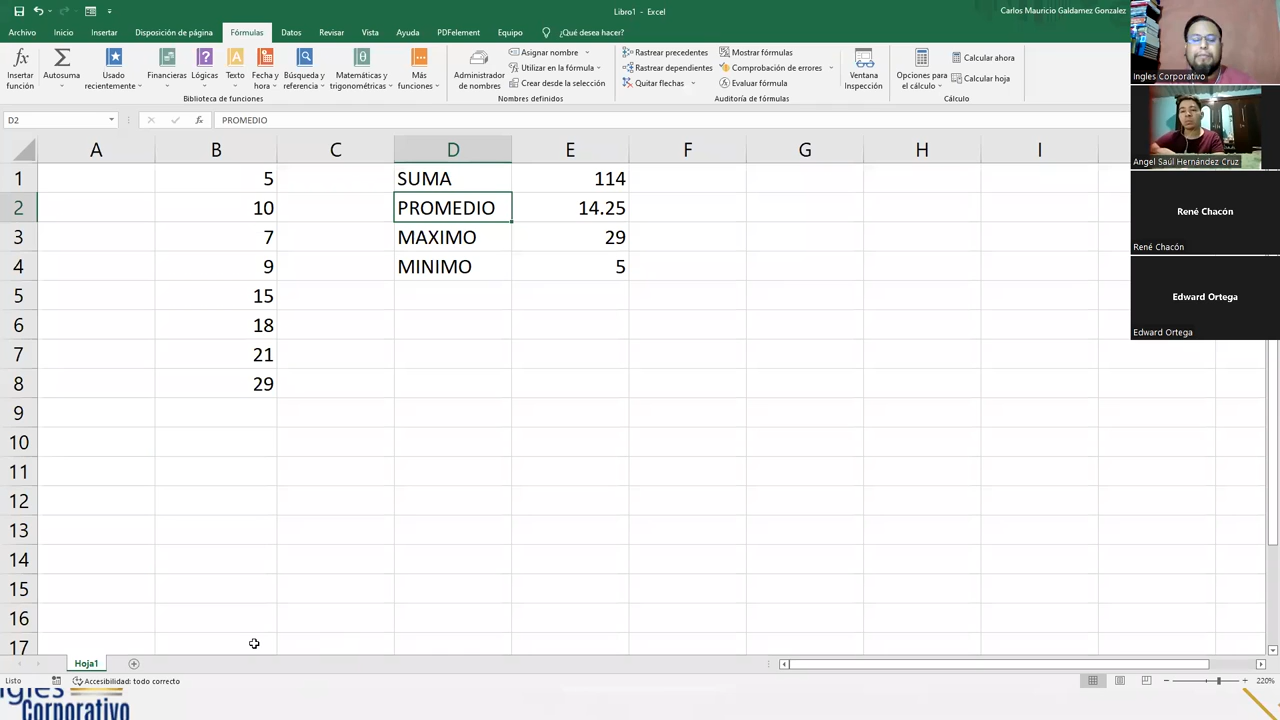 Libro1 - Excel
Carlos Mauricio Galdamez Gonzalez
Archivo Inicio Insertar Disposición de página Fórmulas Datos Revisar Vista Ayuda PDFelement Equipo ¿Qué desea hacer?
Insertar función
Autosuma
Usado recientemente
Financieras
Lógicas
Texto
Fecha y hora
Búsqueda y referencia
Matemáticas y trigonométricas
Más funciones
Biblioteca de funciones
Administrador de nombres
Asignar nombre
Utilizar en la fórmula
Crear desde la selección
Nombres definidos
Rastrear precedentes
Rastrear dependientes
Quitar flechas
Mostrar fórmulas
Comprobación de errores
Evaluar fórmula
Auditoría de fórmulas
Ventana Inspección
Opciones para el cálculo
Calcular ahora
Calcular hoja
Cálculo
D2 fx PROMEDIO
A B C D E F G H I
1 5 SUMA 114
2 10 PROMEDIO 14.25
3 7 MAXIMO 29
4 9 MINIMO 5
5 15
6 18
7 21
8 29
9
10
11
12
13
14
15
16
17
Hoja1
Listo
Accesibilidad: todo correcto
220%
Ingles Corporativo
Angel Saúl Hernández Cruz
René Chacón
René Chacón
Edward Ortega
Edward Ortega
Ingles
Corporativo